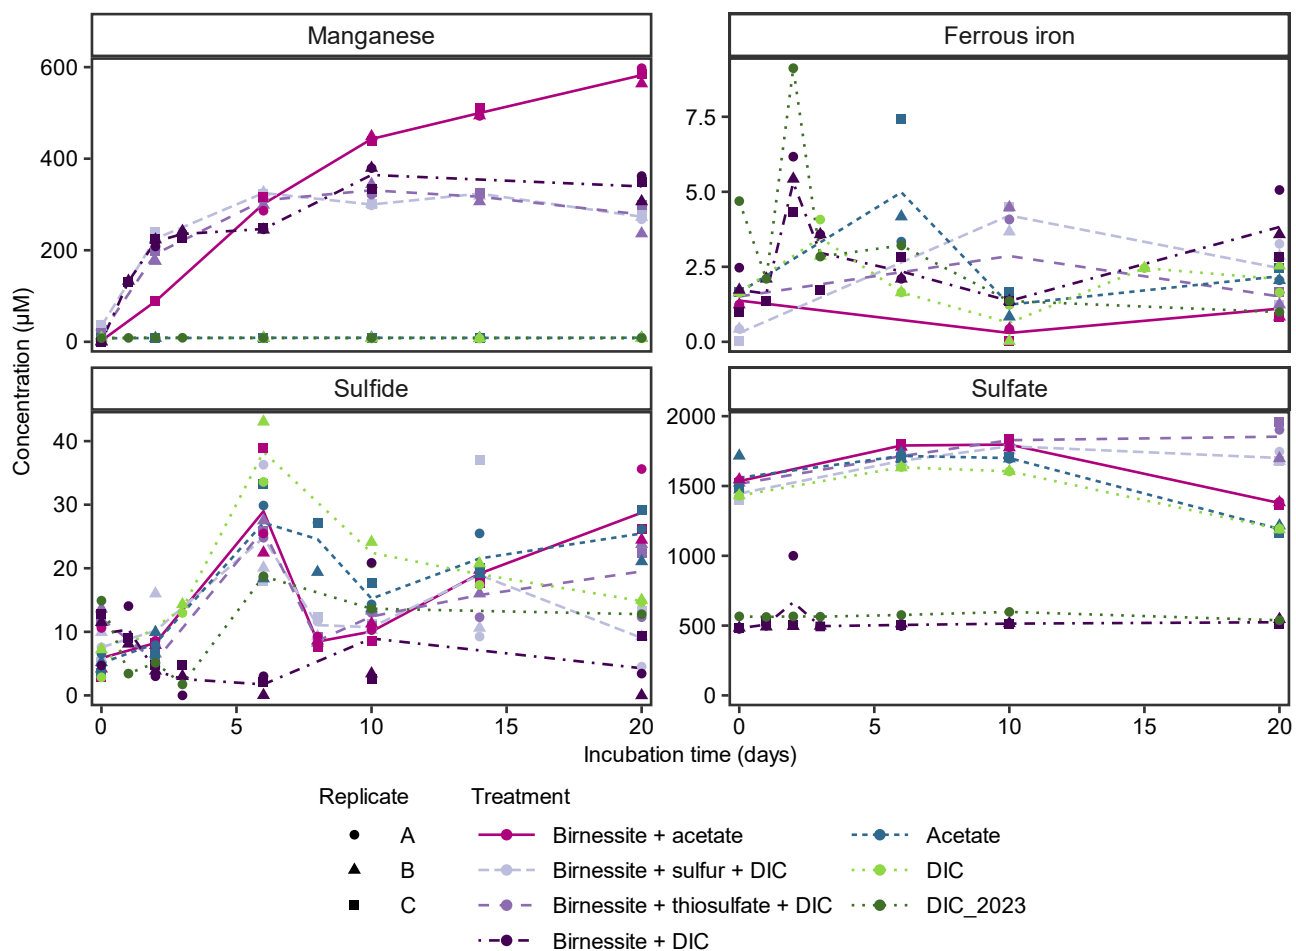 Manganese
Ferrous iron
600
400
200
0
7.5
5.0
2.5
0.0
Sulfide
Sulfate
40
30
20
10
0
2000
1500
1000
500
0
Concentration (µM)
0 5 10 15 20
0 5 10 15 20
Incubation time (days)
Replicate
A
B
C
Treatment
Birnessite + acetate
Birnessite + sulfur + DIC
Birnessite + thiosulfate + DIC
Birnessite + DIC
Acetate
DIC
DIC_2023